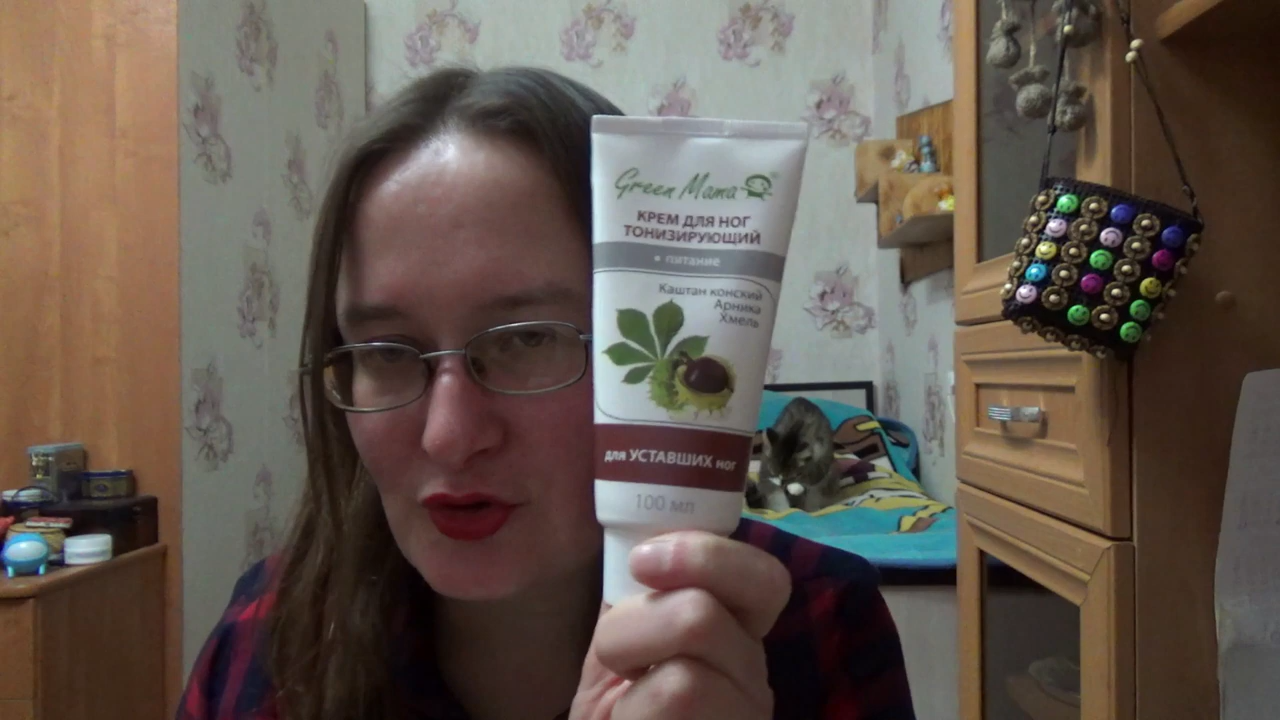 Green Mama
КРЕМ ДЛЯ НОГ
ТОНИЗИРУЮЩИЙ
• питание
Каштан конский
Арника
Хмель
для УСТАВШИХ ног
100 мл